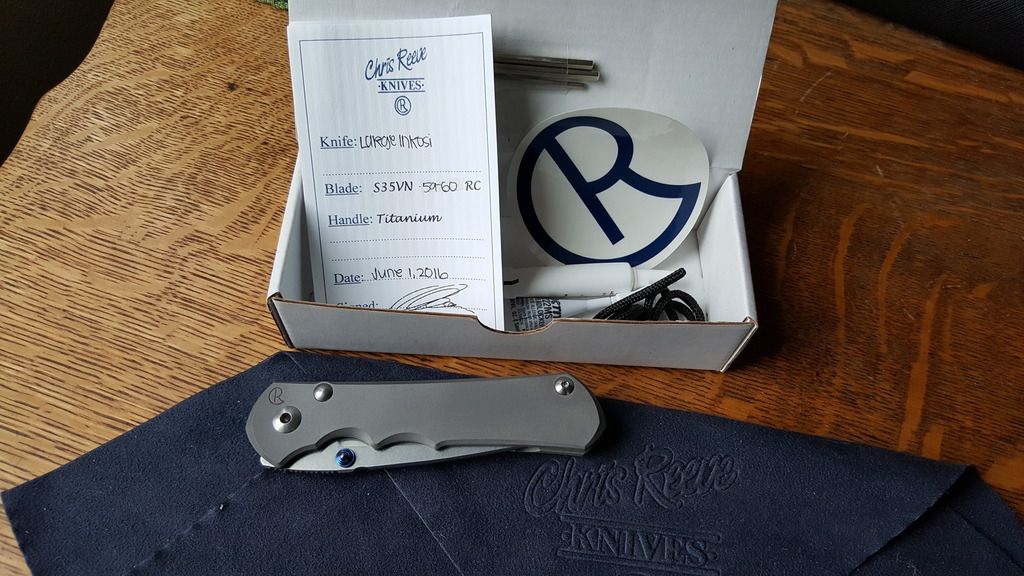 Chris Reeve
KNIVES
Knife: Large Inkosi
Blade: S35VN 59-60 RC
Handle: Titanium
Date: June 1, 2016
Signed:
Chris Reeve
KNIVES